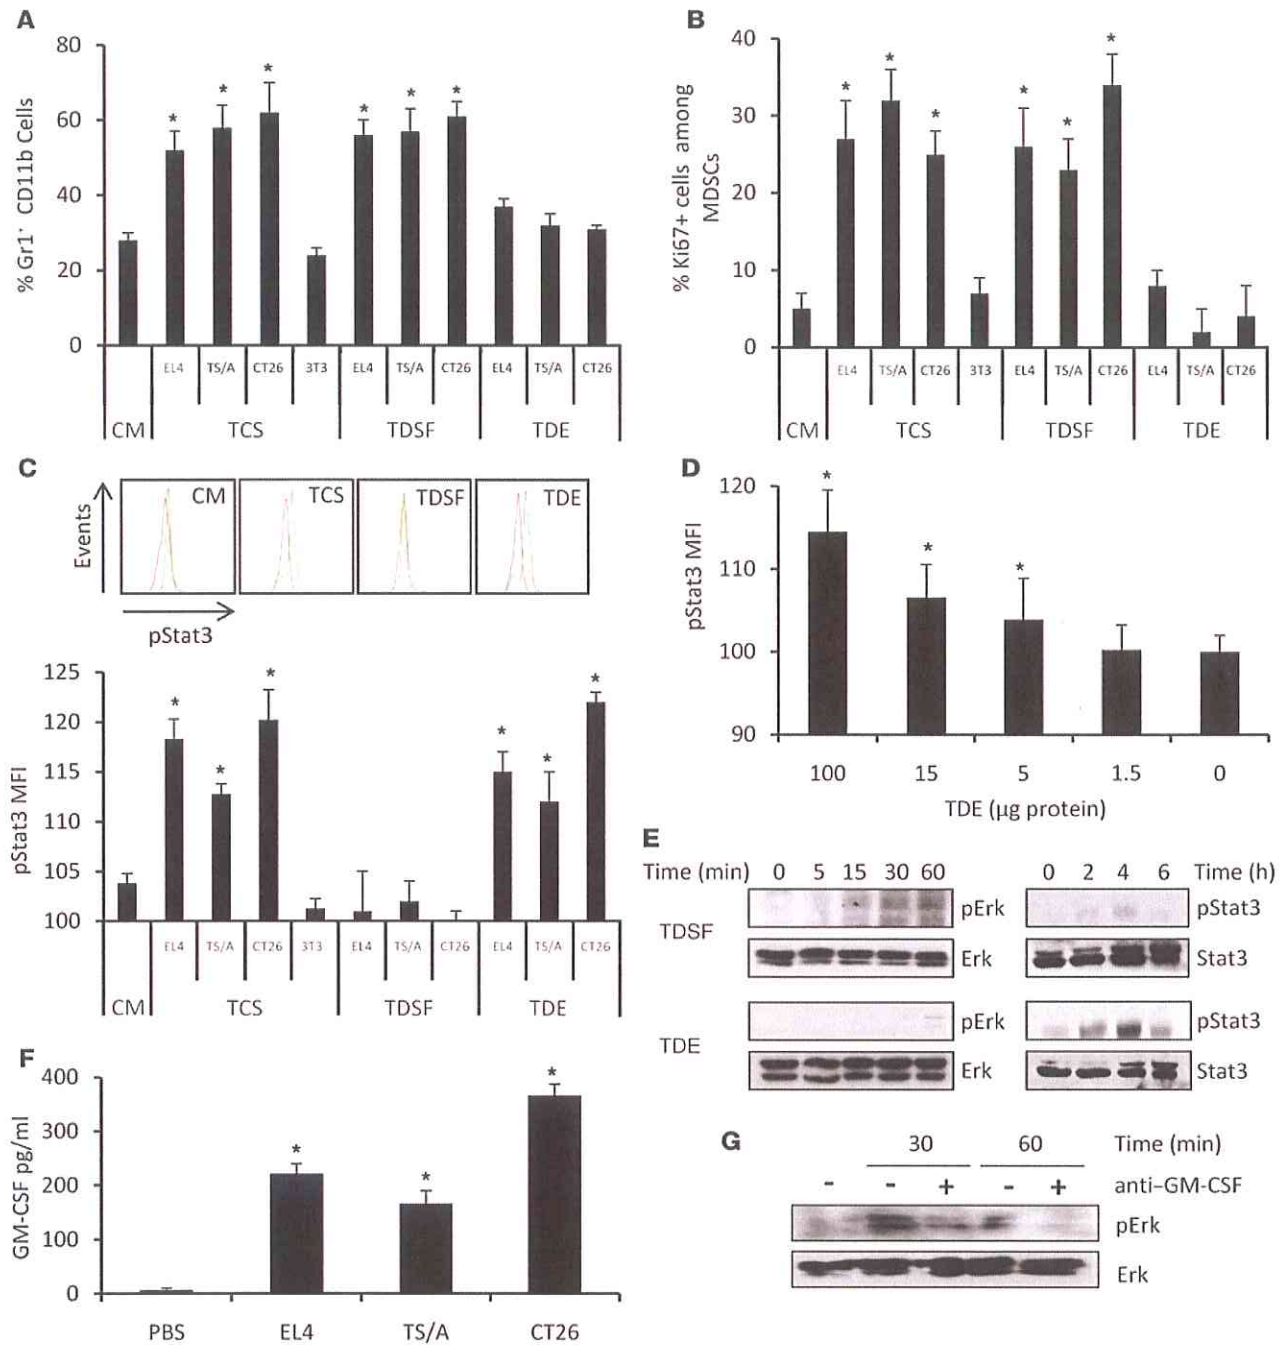 A
80
60
40
20
0
% Gr1⁺ CD11b Cells
*
*
*
*
*
*
EL4 TS/A CT26 3T3 EL4 TS/A CT26 EL4 TS/A CT26
CM TCS TDSF TDE
B
40
30
20
10
0
% Ki67+ cells among
MDSCs
*
*
*
*
*
*
EL4 TS/A CT26 3T3 EL4 TS/A CT26 EL4 TS/A CT26
CM TCS TDSF TDE
C
Events
CM TCS TDSF TDE
pStat3
125
120
115
110
105
100
pStat3 MFI
*
*
*
*
*
*
EL4 TS/A CT26 3T3 EL4 TS/A CT26 EL4 TS/A CT26
CM TCS TDSF TDE
D
120
110
100
90
pStat3 MFI
*
*
*
100 15 5 1.5 0
TDE (µg protein)
E
Time (min) 0 5 15 30 60 0 2 4 6 Time (h)
TDSF
pErk pStat3
Erk Stat3
TDE
pErk pStat3
Erk Stat3
F
400
300
200
100
0
GM-CSF pg/ml
*
*
*
PBS EL4 TS/A CT26
G
30 60 Time (min)
- - + - + anti–GM-CSF
pErk
Erk